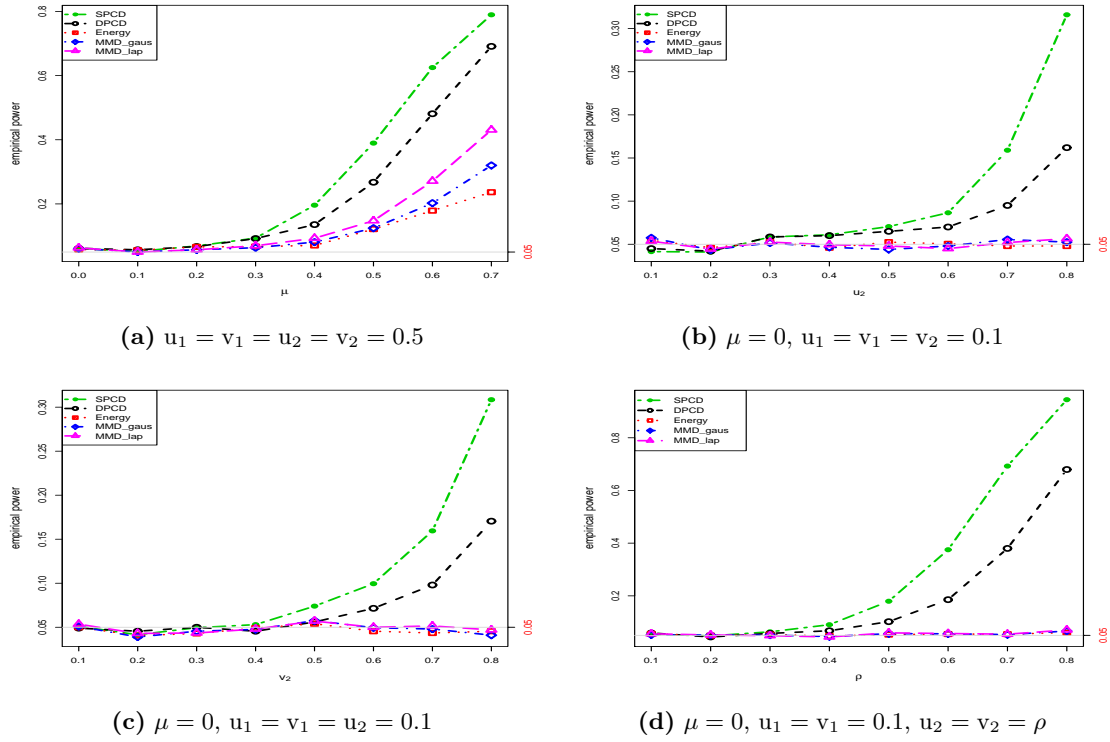 SPCD
DPCD
Energy
MMD_gaus
MMD_lap
empirical power
0.2 0.4 0.6 0.8
0.0 0.1 0.2 0.3 0.4 0.5 0.6 0.7
μ
0.05
(a) u₁ = v₁ = u₂ = v₂ = 0.5
SPCD
DPCD
Energy
MMD_gaus
MMD_lap
empirical power
0.05 0.10 0.15 0.20 0.25 0.30
0.1 0.2 0.3 0.4 0.5 0.6 0.7 0.8
u₂
0.05
(b) μ = 0, u₁ = v₁ = v₂ = 0.1
SPCD
DPCD
Energy
MMD_gaus
MMD_lap
empirical power
0.05 0.10 0.15 0.20 0.25 0.30
0.1 0.2 0.3 0.4 0.5 0.6 0.7 0.8
v₂
0.05
(c) μ = 0, u₁ = v₁ = u₂ = 0.1
SPCD
DPCD
Energy
MMD_gaus
MMD_lap
empirical power
0.2 0.4 0.6 0.8
0.1 0.2 0.3 0.4 0.5 0.6 0.7 0.8
ρ
0.05
(d) μ = 0, u₁ = v₁ = 0.1, u₂ = v₂ = ρ